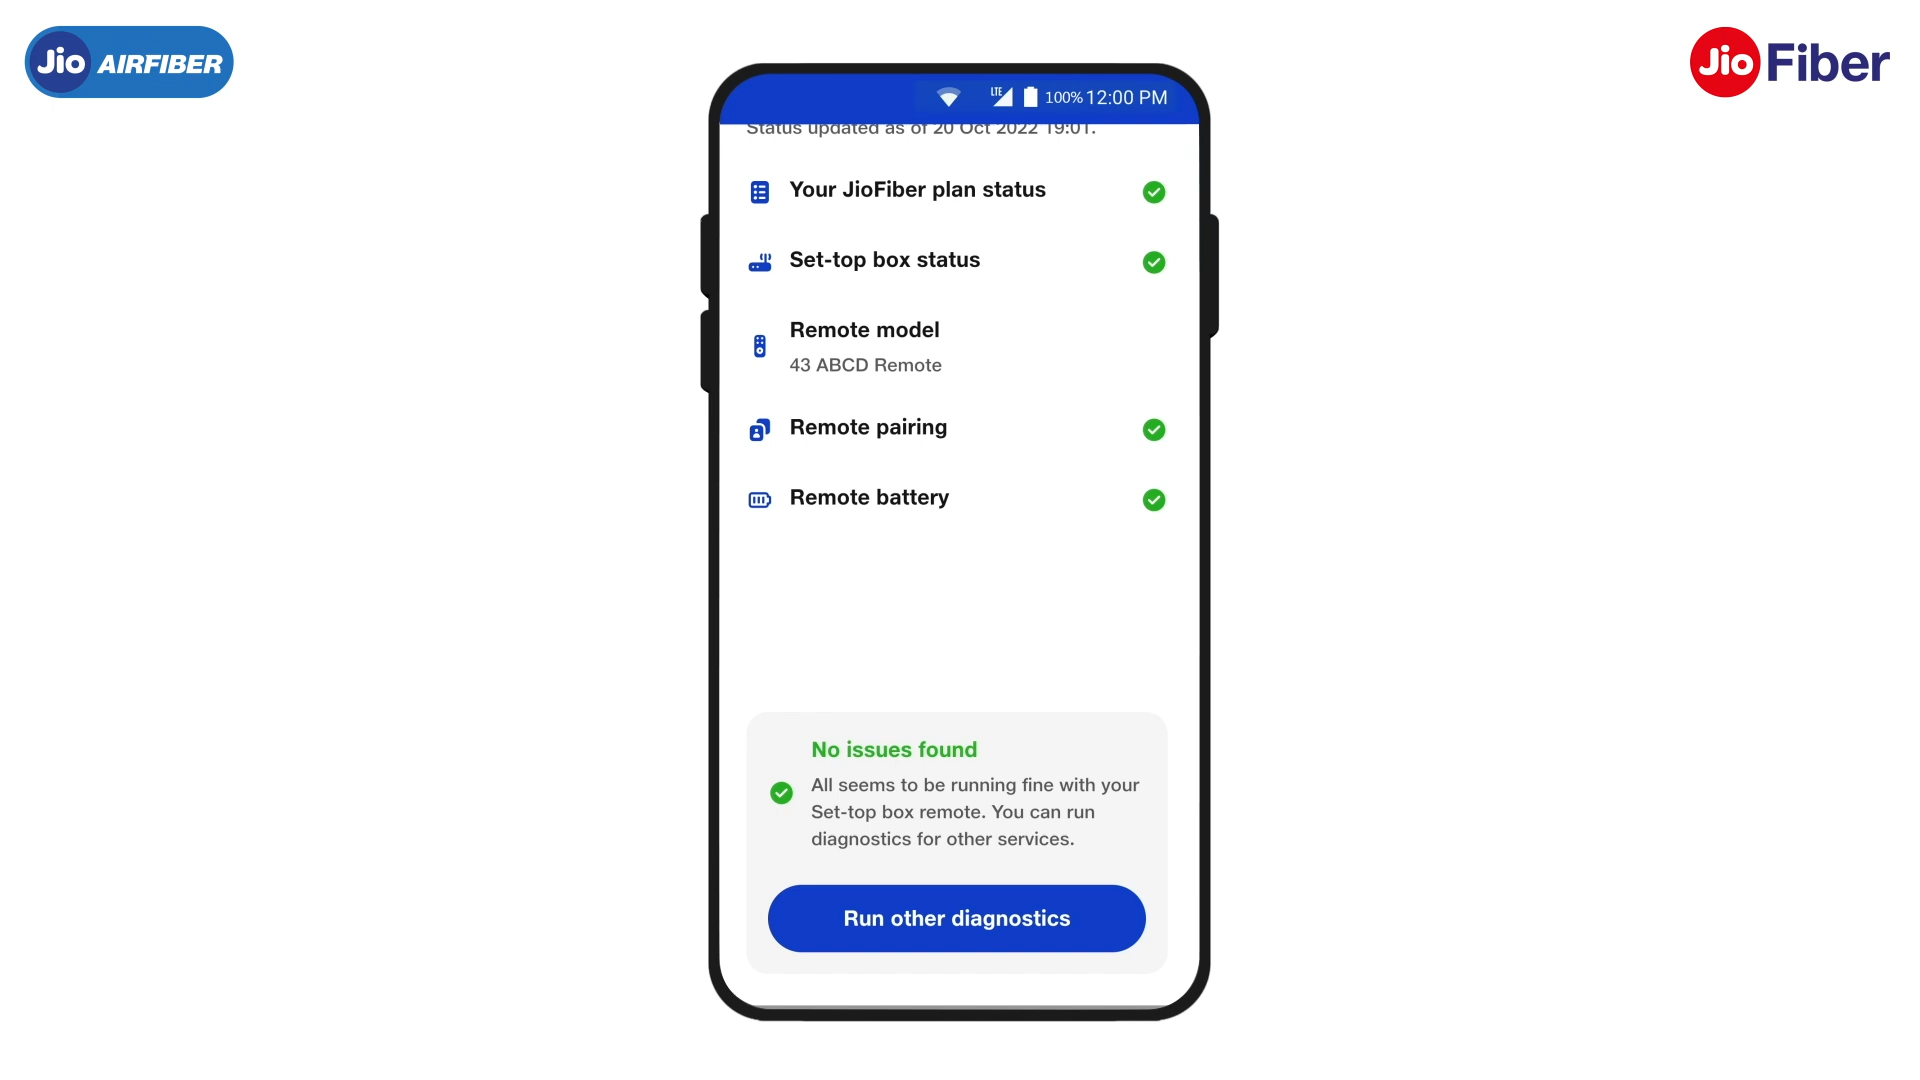 Jio AIRFIBER
Jio Fiber
LTE 100% 12:00 PM
Status updated as of 20 Oct 2022 19:01.
Your JioFiber plan status
Set-top box status
Remote model
43 ABCD Remote
Remote pairing
Remote battery
No issues found
All seems to be running fine with your
Set-top box remote. You can run
diagnostics for other services.
Run other diagnostics